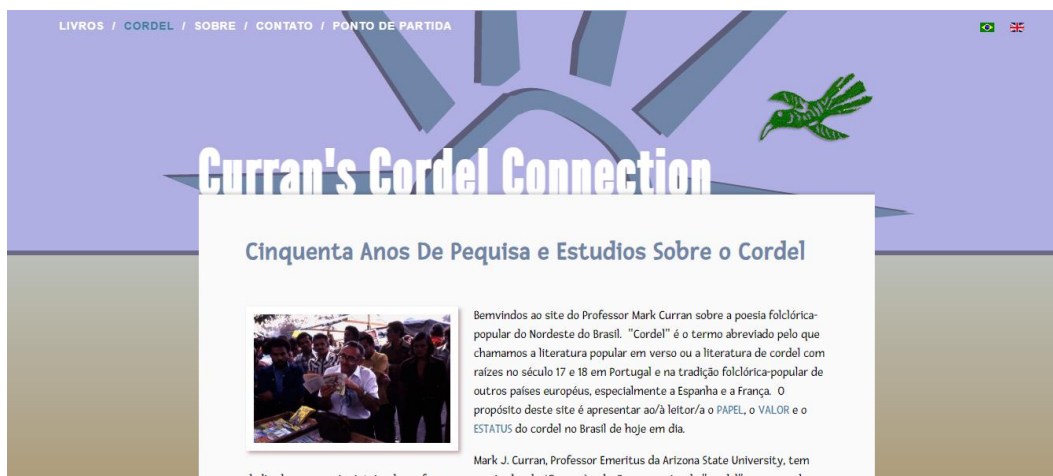 LIVROS / CORDEL / SOBRE / CONTATO / PONTO DE PARTIDA
Curran's Cordel Connection
Cinquenta Anos De Pequisa e Estudios Sobre o Cordel
Bemvindos ao site do Professor Mark Curran sobre a poesia folclórica-
popular do Nordeste do Brasil. "Cordel" é o termo abreviado pelo que
chamamos a literatura popular em verso ou a literatura de cordel com
raízes no século 17 e 18 em Portugal e na tradição folclórica-popular de
outros países européus, especialmente a Espanha e a França. O
propósito deste site é apresentar ao/à leitor/a o PAPEL, o VALOR e o
ESTATUS do cordel no Brasil de hoje em dia.
Mark J. Curran, Professor Emeritus da Arizona State University, tem